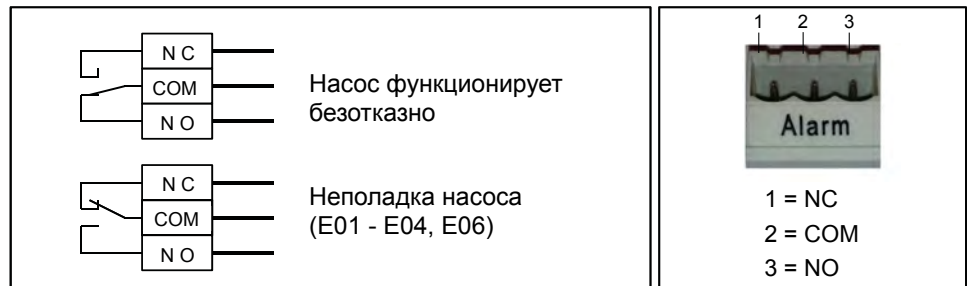 N C
COM
N O
Насос функционирует
безотказно
N C
COM
N O
Неполадка насоса
(E01 - E04, E06)
1 2 3
Alarm
1 = NC
2 = COM
3 = NO